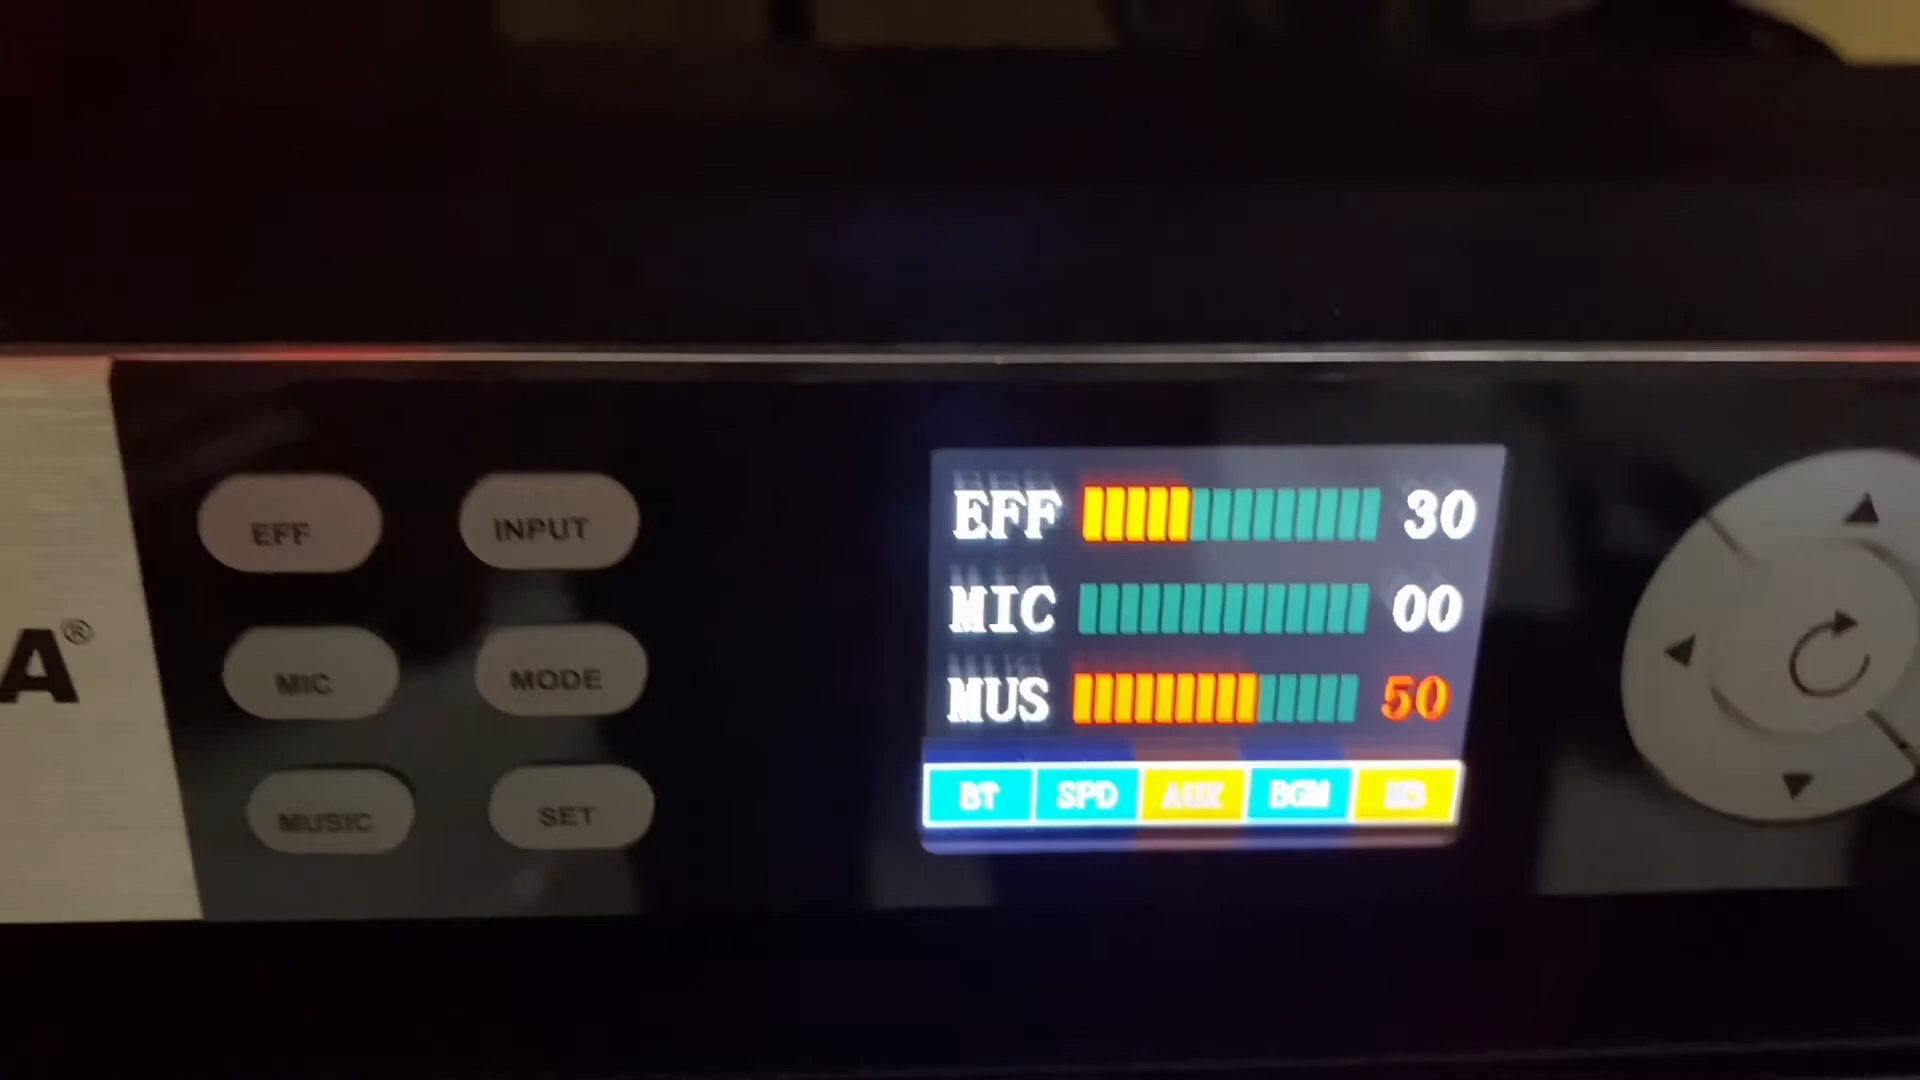 EFF
INPUT
MIC
MODE
MUSIC
SET
A®
EFF 30
MIC 00
MUS 50
BT SPD AUX BGM